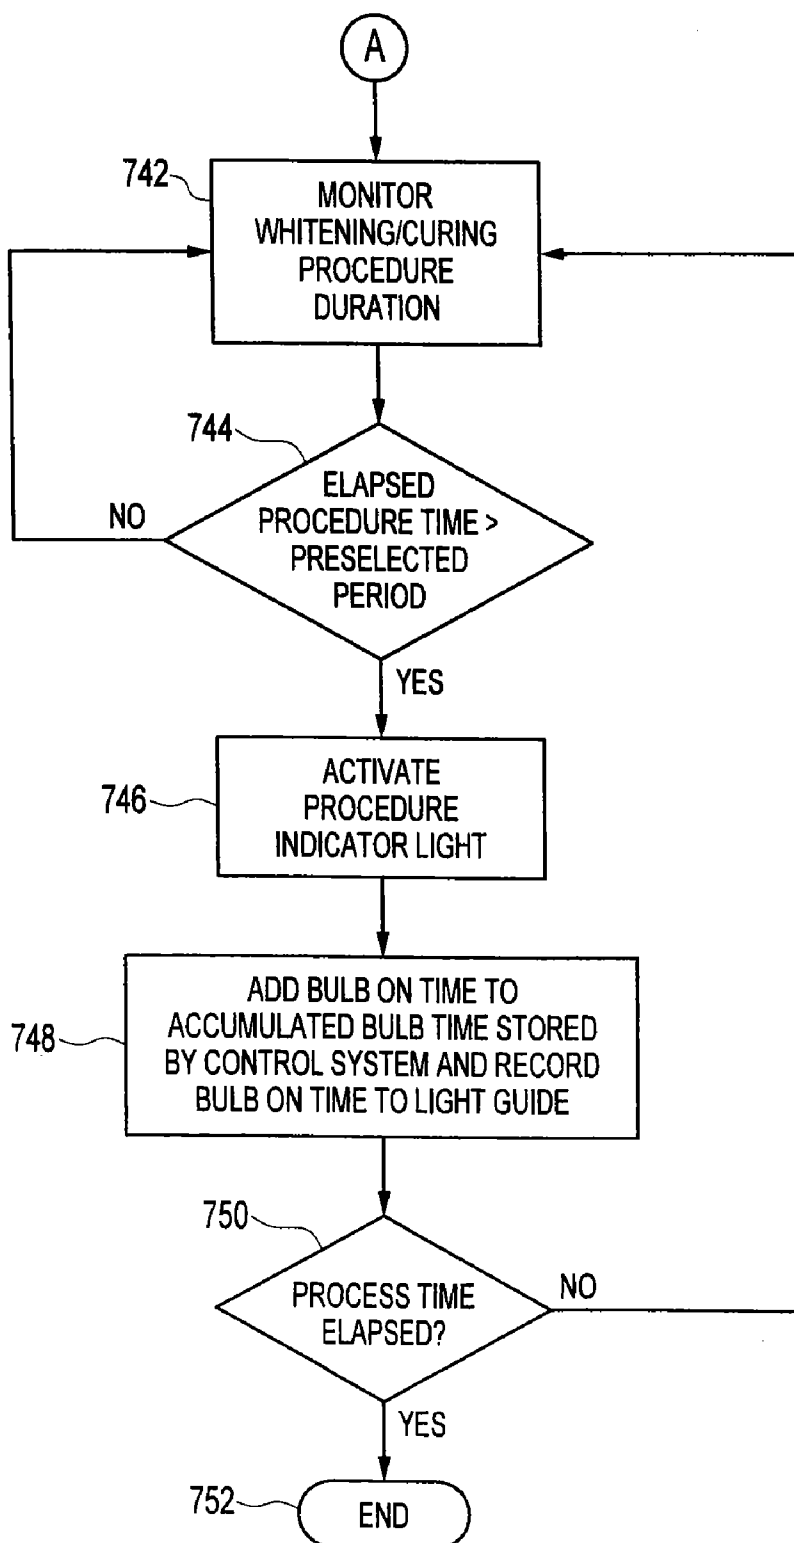 A
742
MONITOR
WHITENING/CURING
PROCEDURE
DURATION
744
ELAPSED
PROCEDURE TIME >
PRESELECTED
PERIOD
NO
YES
746
ACTIVATE
PROCEDURE
INDICATOR LIGHT
748
ADD BULB ON TIME TO
ACCUMULATED BULB TIME STORED
BY CONTROL SYSTEM AND RECORD
BULB ON TIME TO LIGHT GUIDE
750
PROCESS TIME
ELAPSED?
NO
YES
752
END